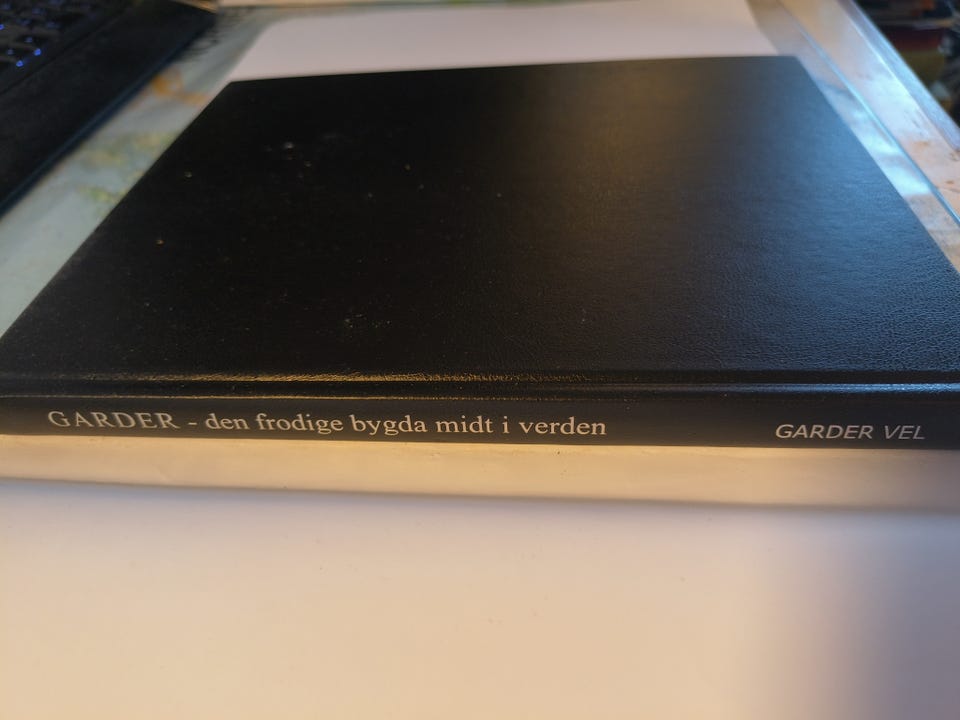 GARDER - den frodige bygda midt i verden
GARDER VEL